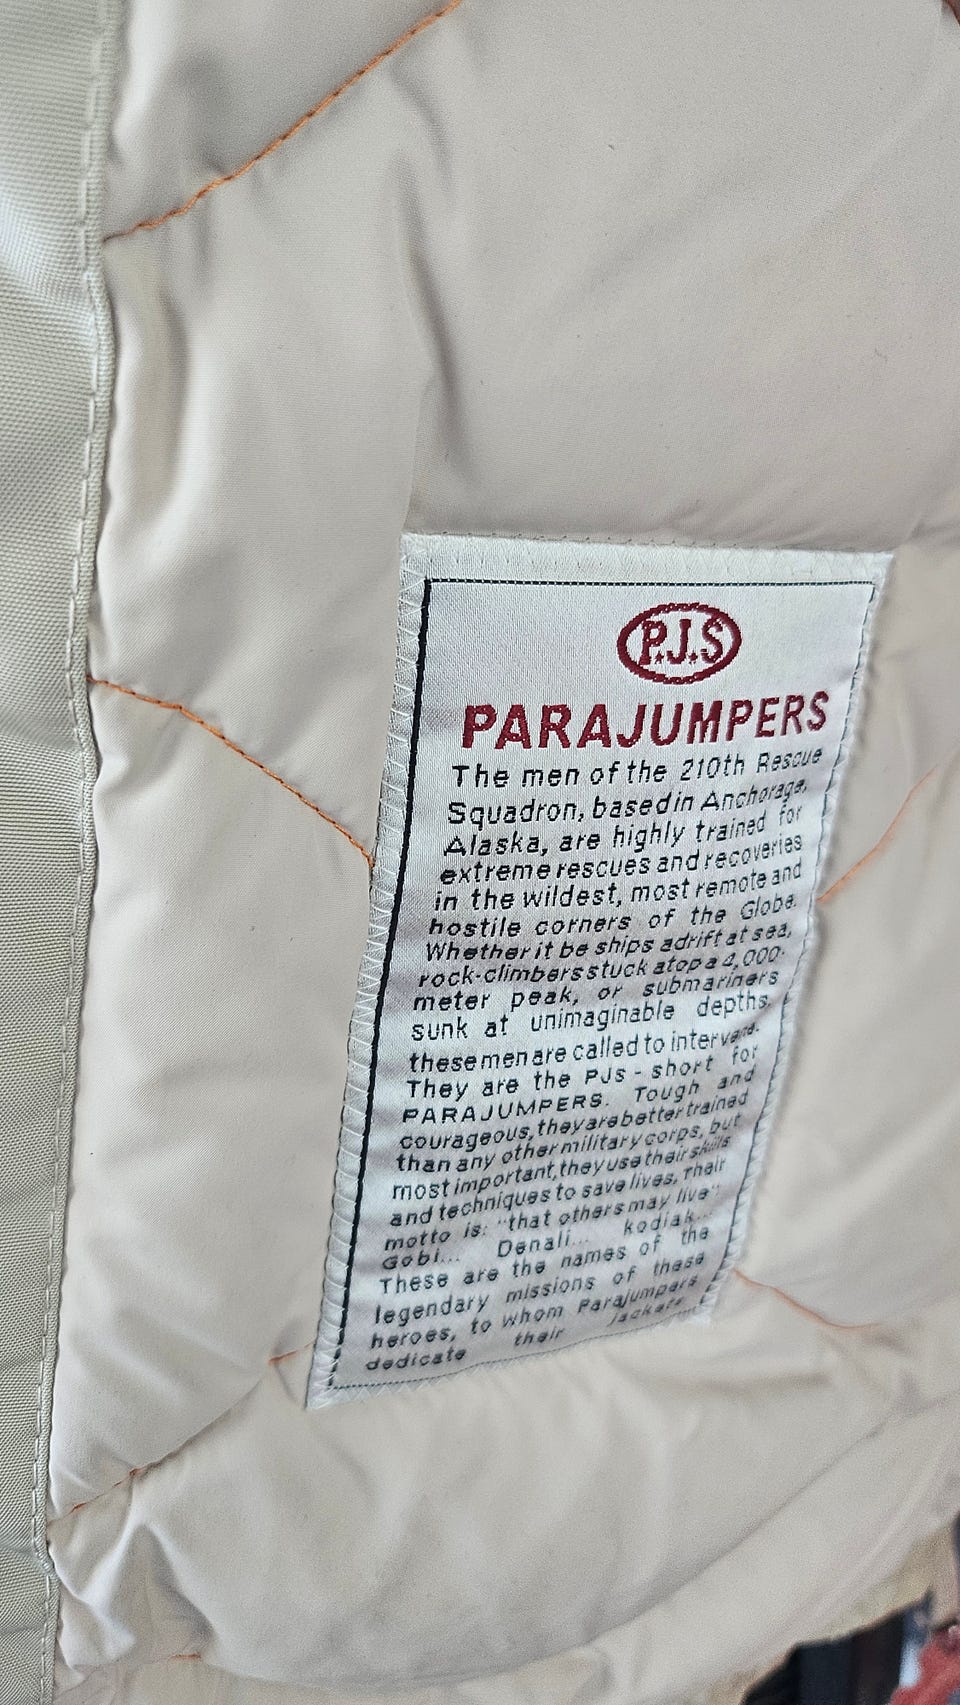 P.J.S
PARAJUMPERS
The men of the 210th Rescue
Squadron, based in Anchorage,
Alaska, are highly trained for
extreme rescues and recoveries
in the wildest, most remote and
hostile corners of the Globe.
Whether it be ships adrift at sea,
rock-climbers stuck atop a 4,000-
meter peak, or submariners
sunk at unimaginable depths,
these men are called to intervene.
They are the PJs - short for
PARAJUMPERS. Tough and
courageous, they are better trained
than any other military corps, but
most important, they use their skills
and techniques to save lives, Their
motto is: "that others may live"
Gobi... Denali... kodiak...
These are the names of the
legendary missions of these
heroes, to whom Parajumpers
dedicate their jackets